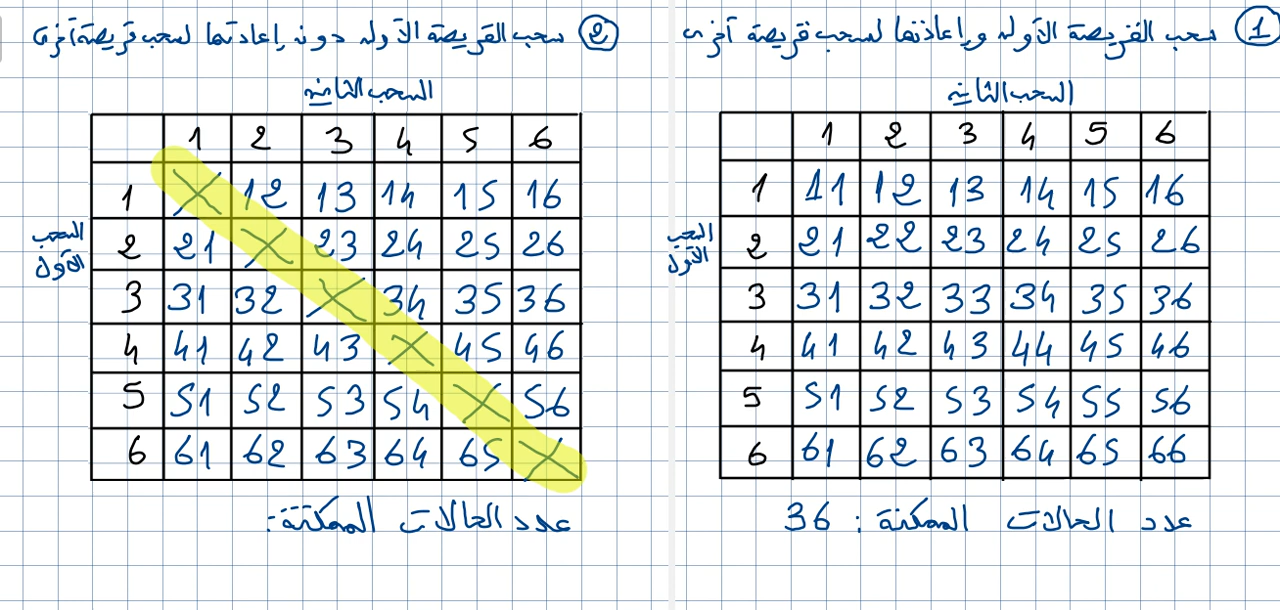 ① سحب القريصة الأولى وإعادتها لسحب قريصة أخرى
السحب الثانية
1 2 3 4 5 6
1 11 12 13 14 15 16
السحب الأول
2 21 22 23 24 25 26
3 31 32 33 34 35 36
4 41 42 43 44 45 46
5 51 52 53 54 55 56
6 61 62 63 64 65 66
عدد الحالات الممكنة : 36
② سحب القريصة الأولى دون إعادتها لسحب قريصة أخرى
السحب الثانية
1 2 3 4 5 6
1 X 12 13 14 15 16
السحب الأول
2 21 X 23 24 25 26
3 31 32 X 34 35 36
4 41 42 43 X 45 46
5 51 52 53 54 X 56
6 61 62 63 64 65 X
عدد الحالات الممكنة :